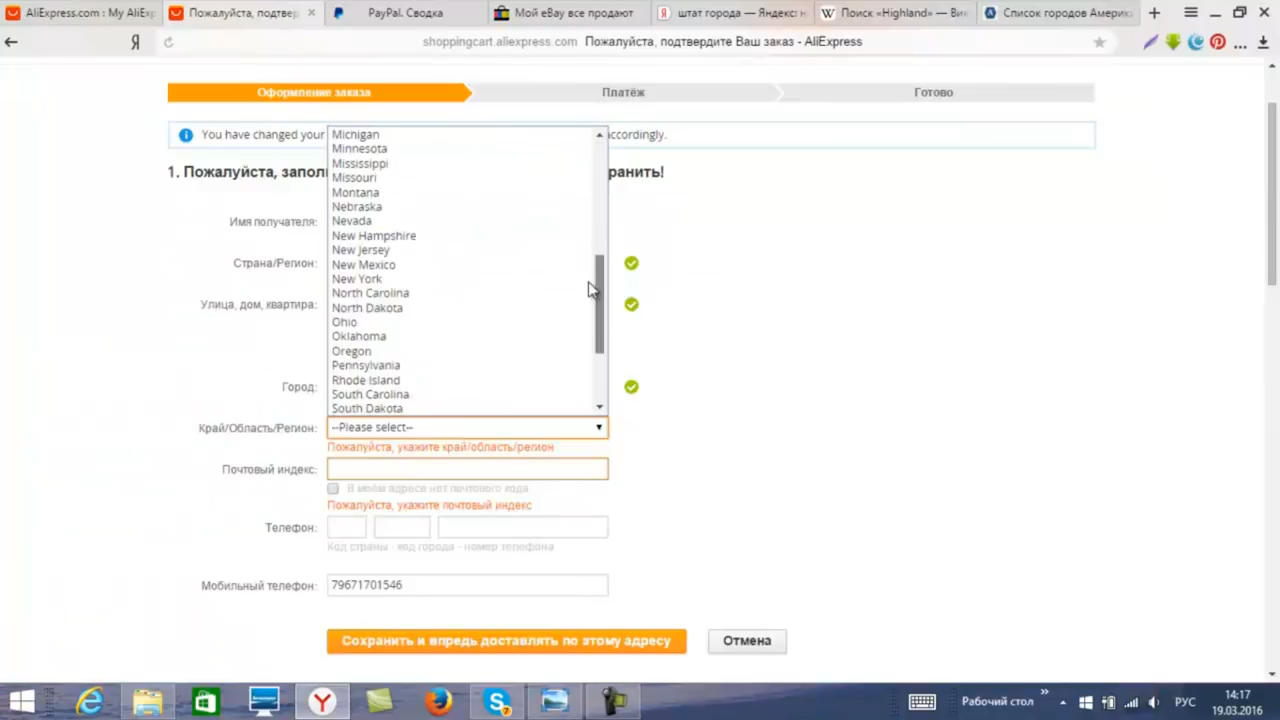 AliExpress.com : My AliExp
Пожалуйста, подтвер
PayPal. Сводка
Мой eBay все продают
штат города — Яндекс: н
Поиск «Highland» — Ви
Список городов Америк
shoppingcart.aliexpress.com Пожалуйста, подтвердите Ваш заказ - AliExpress
Оформление заказа
Платёж
Готово
You have changed your
accordingly.
1. Пожалуйста, запол
ранить!
Имя получателя:
Страна/Регион:
Улица, дом, квартира:
Город:
Michigan
Minnesota
Mississippi
Missouri
Montana
Nebraska
Nevada
New Hampshire
New Jersey
New Mexico
New York
North Carolina
North Dakota
Ohio
Oklahoma
Oregon
Pennsylvania
Rhode Island
South Carolina
South Dakota
Край/Область/Регион: --Please select--
Пожалуйста, укажите край/область/регион
Почтовый индекс:
В моём адресе нет почтового кода
Пожалуйста, укажите почтовый индекс
Телефон:
Код страны - код города - номер телефона
Мобильный телефон: 79671701546
Сохранить и впредь доставлять по этому адресу
Отмена
Рабочий стол
РУС
14:17
19.03.2016